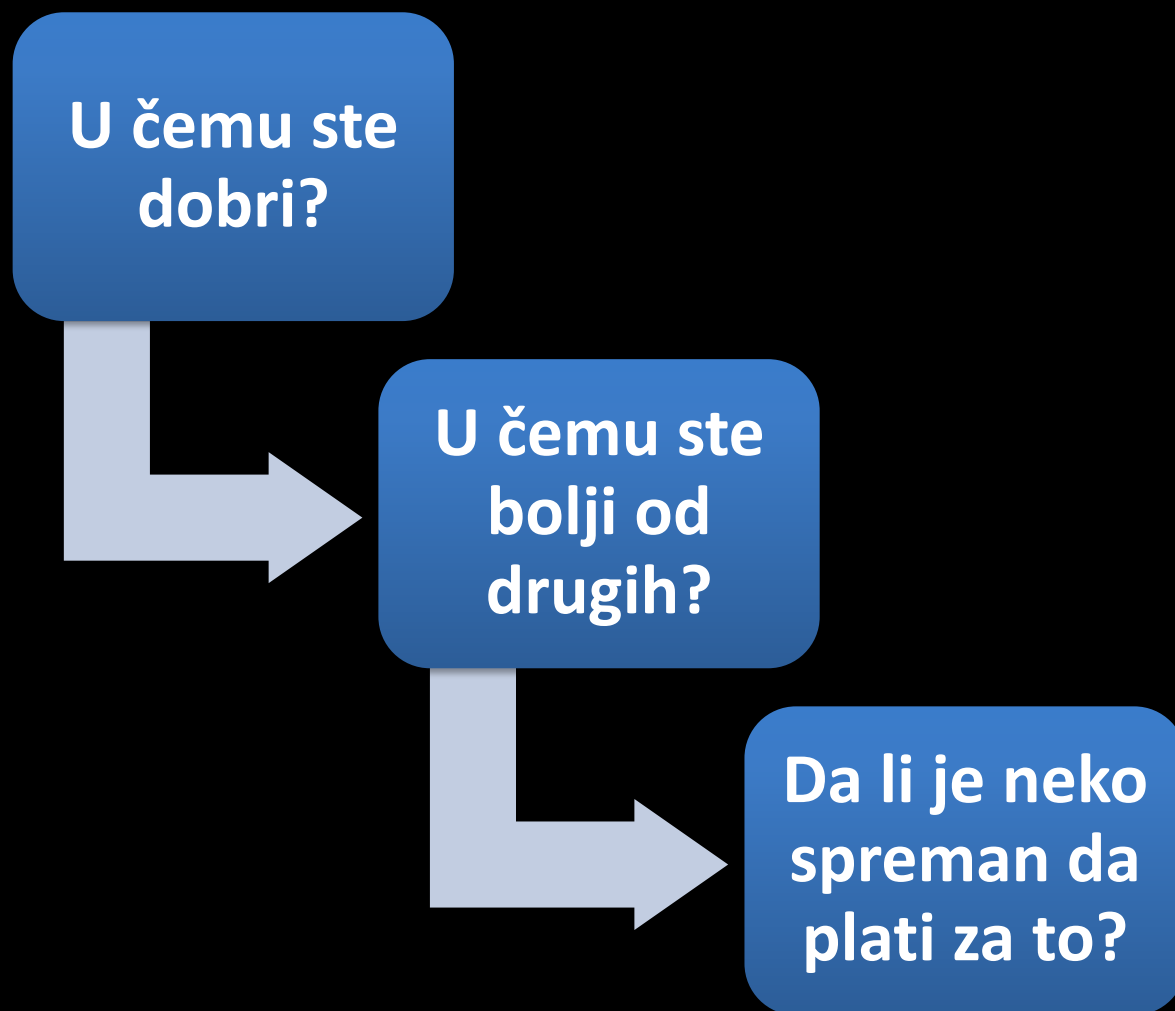 U čemu ste
dobri?
U čemu ste
bolji od
drugih?
Da li je neko
spreman da
plati za to?